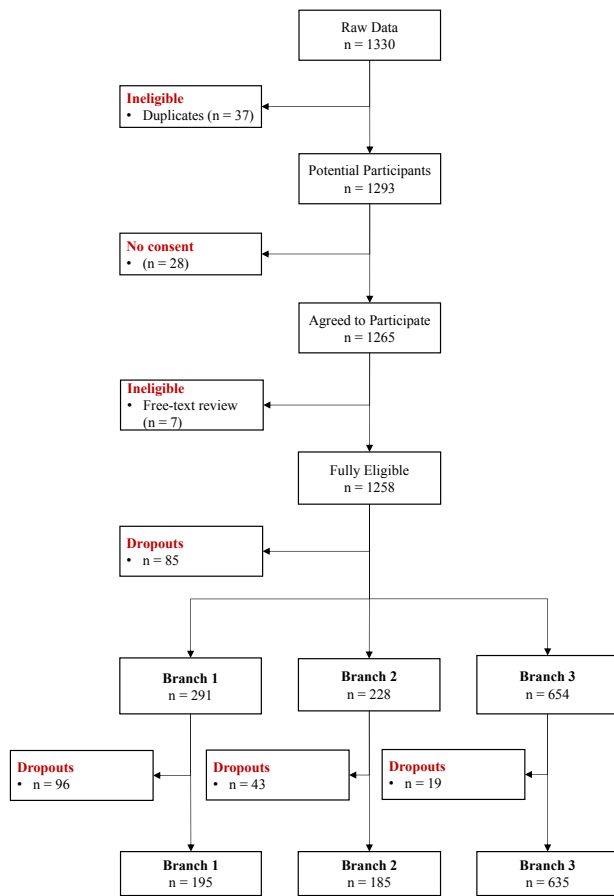 Raw Data
n = 1330
Ineligible
• Duplicates (n = 37)
Potential Participants
n = 1293
No consent
• (n = 28)
Agreed to Participate
n = 1265
Ineligible
• Free-text review
(n = 7)
Fully Eligible
n = 1258
Dropouts
• n = 85
Branch 1
n = 291
Branch 2
n = 228
Branch 3
n = 654
Dropouts
• n = 96
Dropouts
• n = 43
Dropouts
• n = 19
Branch 1
n = 195
Branch 2
n = 185
Branch 3
n = 635